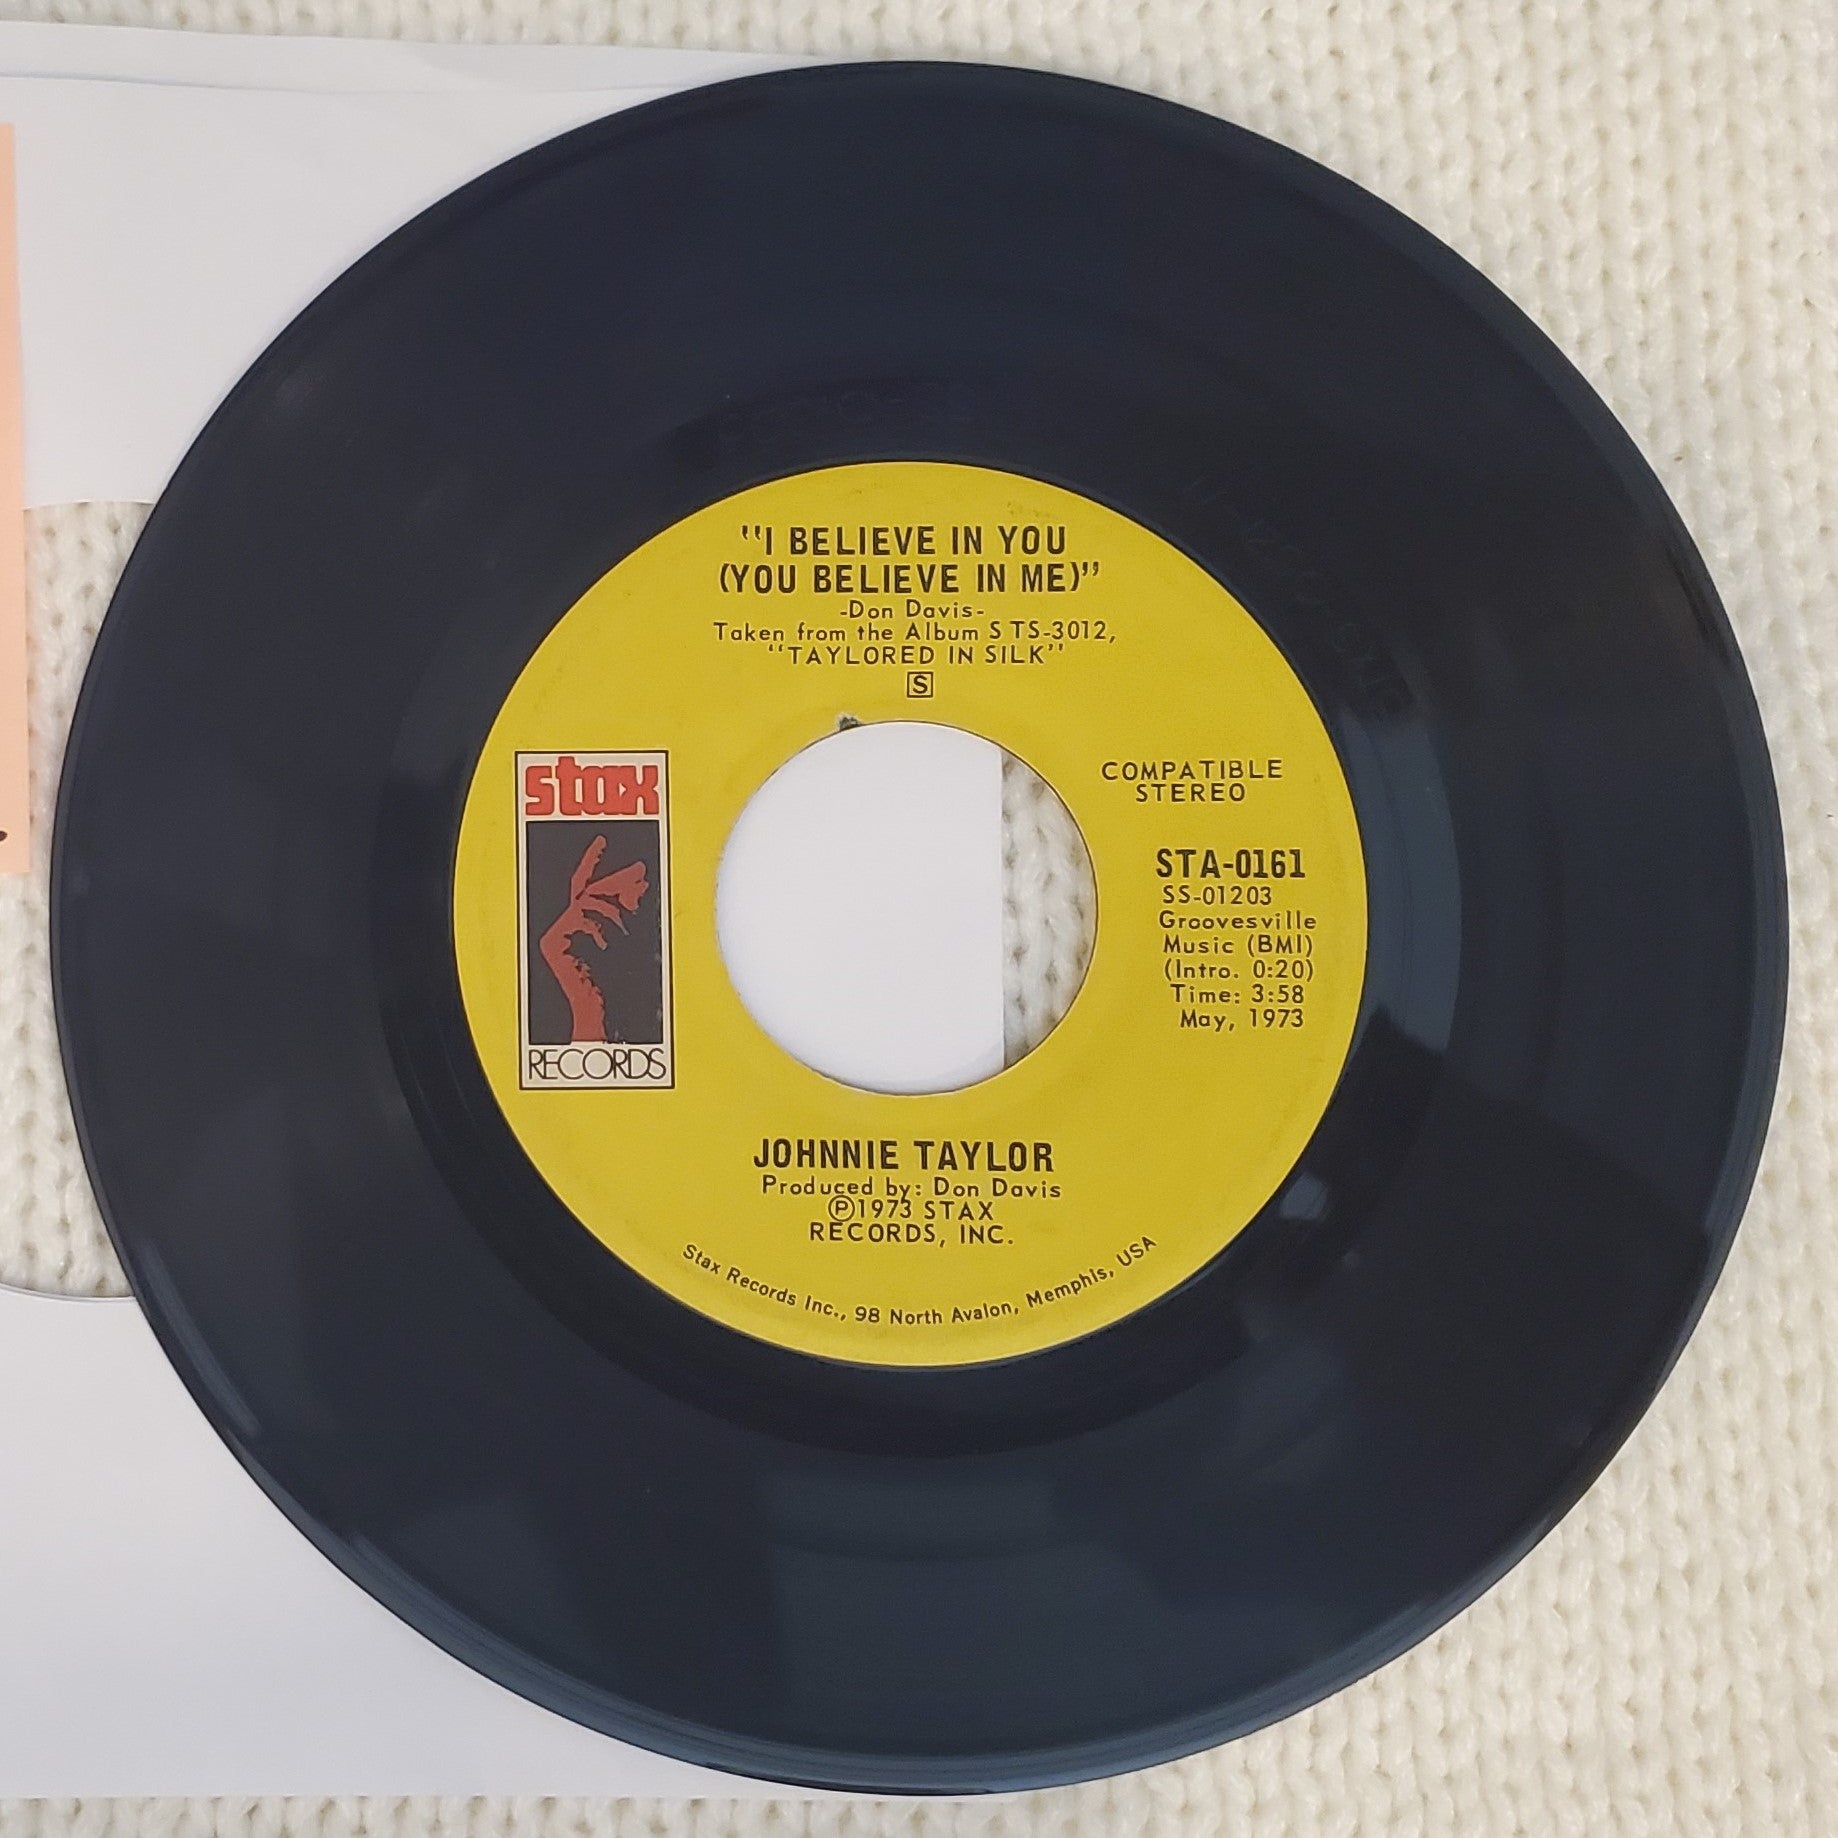 "I BELIEVE IN YOU
(YOU BELIEVE IN ME)"
-Don Davis-
Taken from the Album STS-3012,
"TAYLORED IN SILK"
S
stax
RECORDS
COMPATIBLE
STEREO
STA-0161
SS-01203
Groovesville
Music (BMI)
(Intro. 0:20)
Time: 3:58
May, 1973
JOHNNIE TAYLOR
Produced by: Don Davis
℗1973 STAX
RECORDS, INC.
Stax Records Inc., 98 North Avalon, Memphis, USA